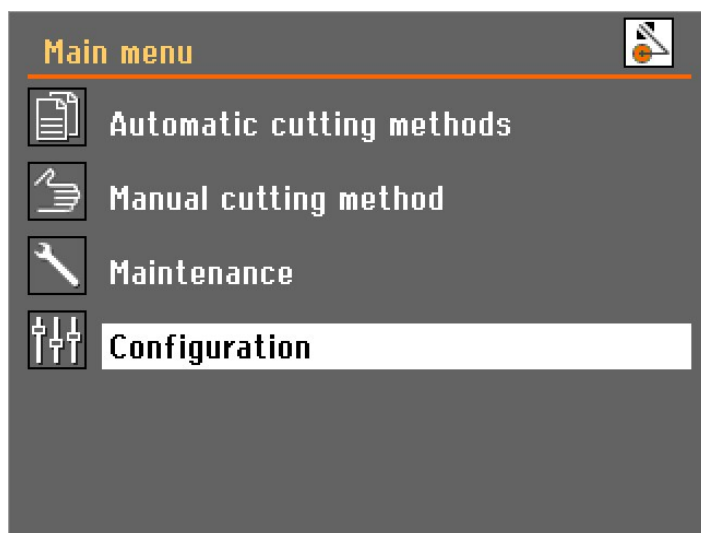 Main menu
Automatic cutting methods
Manual cutting method
Maintenance
Configuration